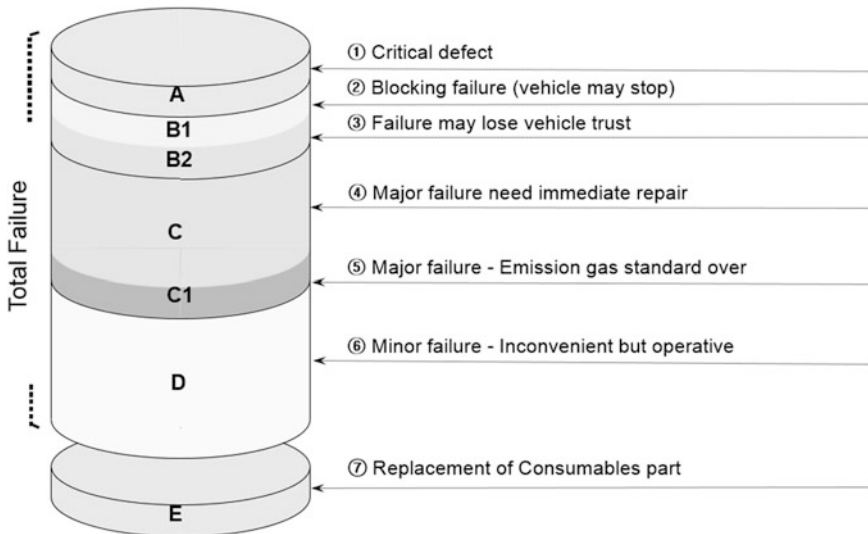 ① Critical defect
A
② Blocking failure (vehicle may stop)
B1
③ Failure may lose vehicle trust
B2
Total Failure
④ Major failure need immediate repair
C
⑤ Major failure - Emission gas standard over
C1
⑥ Minor failure - Inconvenient but operative
D
⑦ Replacement of Consumables part
E